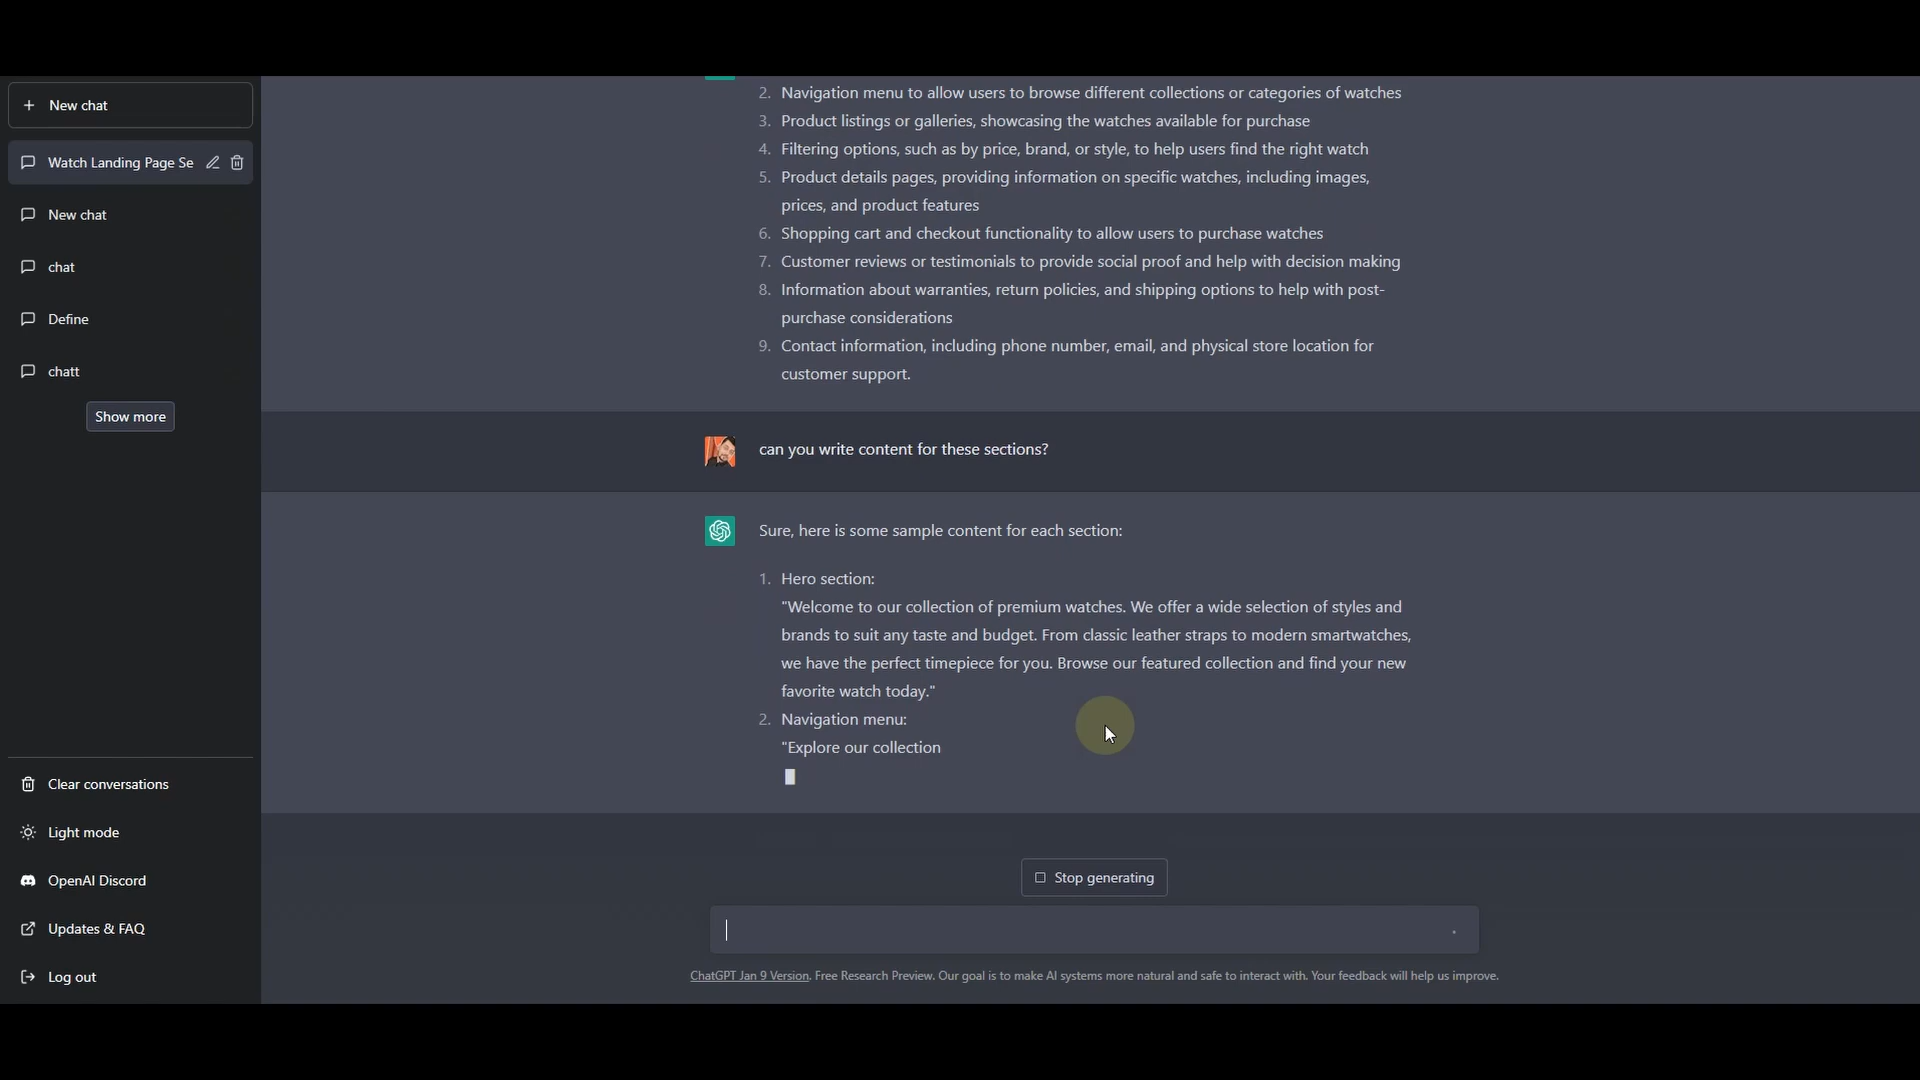 New chat
Watch Landing Page Se
New chat
chat
Define
chatt
Show more
Clear conversations
Light mode
OpenAI Discord
Updates & FAQ
Log out
2. Navigation menu to allow users to browse different collections or categories of watches
3. Product listings or galleries, showcasing the watches available for purchase
4. Filtering options, such as by price, brand, or style, to help users find the right watch
5. Product details pages, providing information on specific watches, including images,
prices, and product features
6. Shopping cart and checkout functionality to allow users to purchase watches
7. Customer reviews or testimonials to provide social proof and help with decision making
8. Information about warranties, return policies, and shipping options to help with post-
purchase considerations
9. Contact information, including phone number, email, and physical store location for
customer support.
can you write content for these sections?
Sure, here is some sample content for each section:
1. Hero section:
"Welcome to our collection of premium watches. We offer a wide selection of styles and
brands to suit any taste and budget. From classic leather straps to modern smartwatches,
we have the perfect timepiece for you. Browse our featured collection and find your new
favorite watch today."
2. Navigation menu:
"Explore our collection
Stop generating
ChatGPT Jan 9 Version. Free Research Preview. Our goal is to make AI systems more natural and safe to interact with. Your feedback will help us improve.